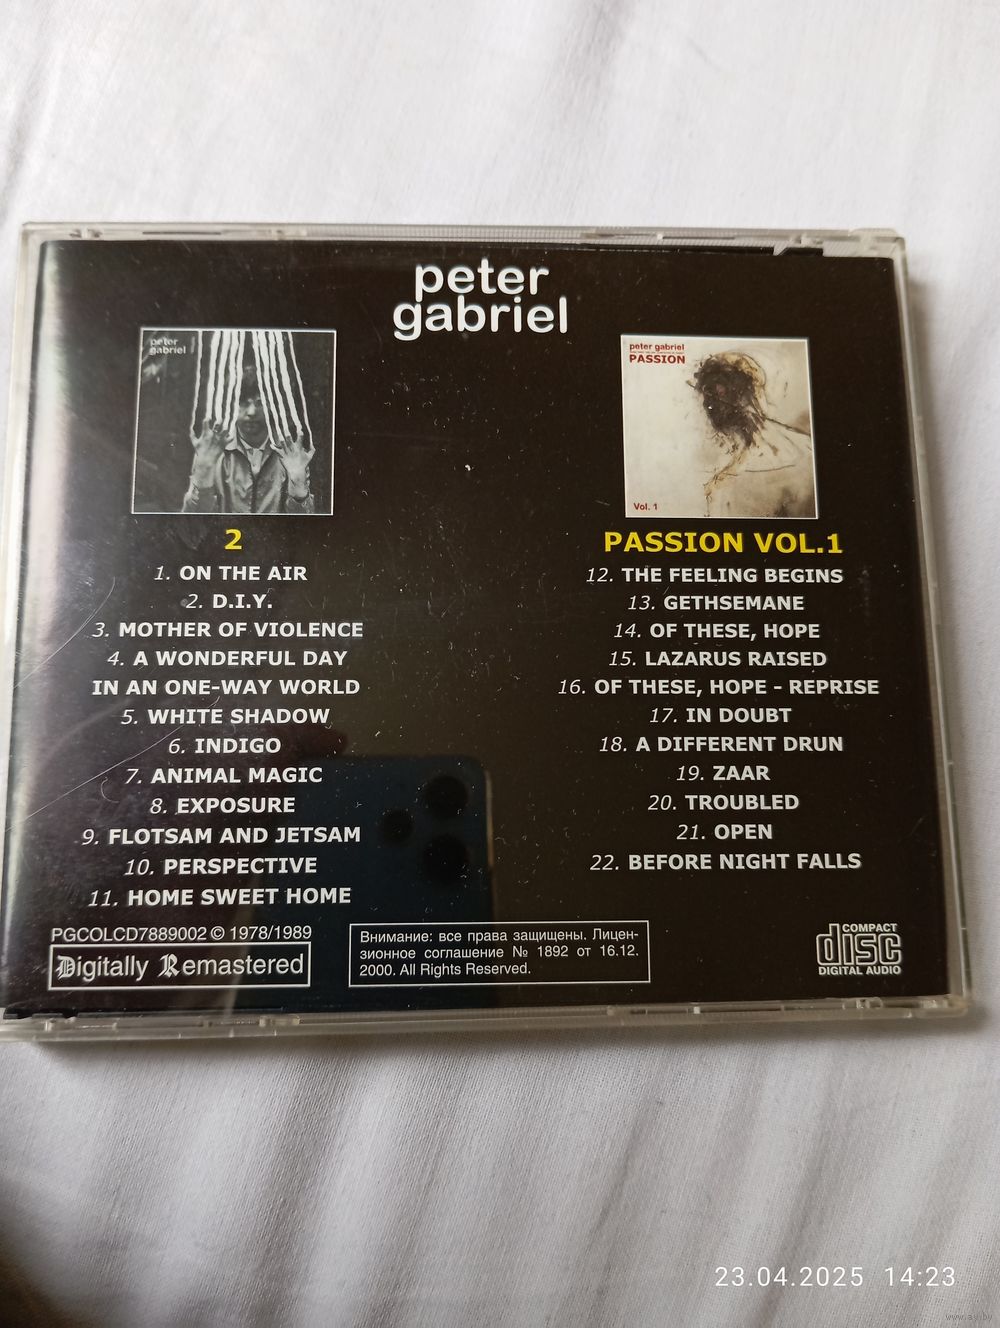 peter
gabriel
peter
gabriel
peter gabriel
PASSION
Vol. 1
2
1. ON THE AIR
2. D.I.Y.
3. MOTHER OF VIOLENCE
4. A WONDERFUL DAY
IN AN ONE-WAY WORLD
5. WHITE SHADOW
6. INDIGO
7. ANIMAL MAGIC
8. EXPOSURE
9. FLOTSAM AND JETSAM
10. PERSPECTIVE
11. HOME SWEET HOME
PASSION VOL.1
12. THE FEELING BEGINS
13. GETHSEMANE
14. OF THESE, HOPE
15. LAZARUS RAISED
16. OF THESE, HOPE - REPRISE
17. IN DOUBT
18. A DIFFERENT DRUN
19. ZAAR
20. TROUBLED
21. OPEN
22. BEFORE NIGHT FALLS
PGCOLCD7889002 © 1978/1989
Digitally Remastered
Внимание: все права защищены. Лицен-
зионное соглашение № 1892 от 16.12.
2000. All Rights Reserved.
COMPACT
disc
DIGITAL AUDIO
23.04.2025 14:23
www.ay.by